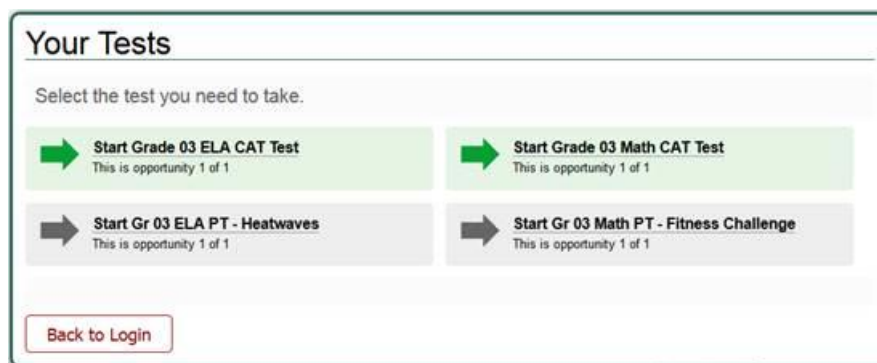 Your Tests
Select the test you need to take.
Start Grade 03 ELA CAT Test
This is opportunity 1 of 1
Start Grade 03 Math CAT Test
This is opportunity 1 of 1
Start Gr 03 ELA PT - Heatwaves
This is opportunity 1 of 1
Start Gr 03 Math PT - Fitness Challenge
This is opportunity 1 of 1
Back to Login